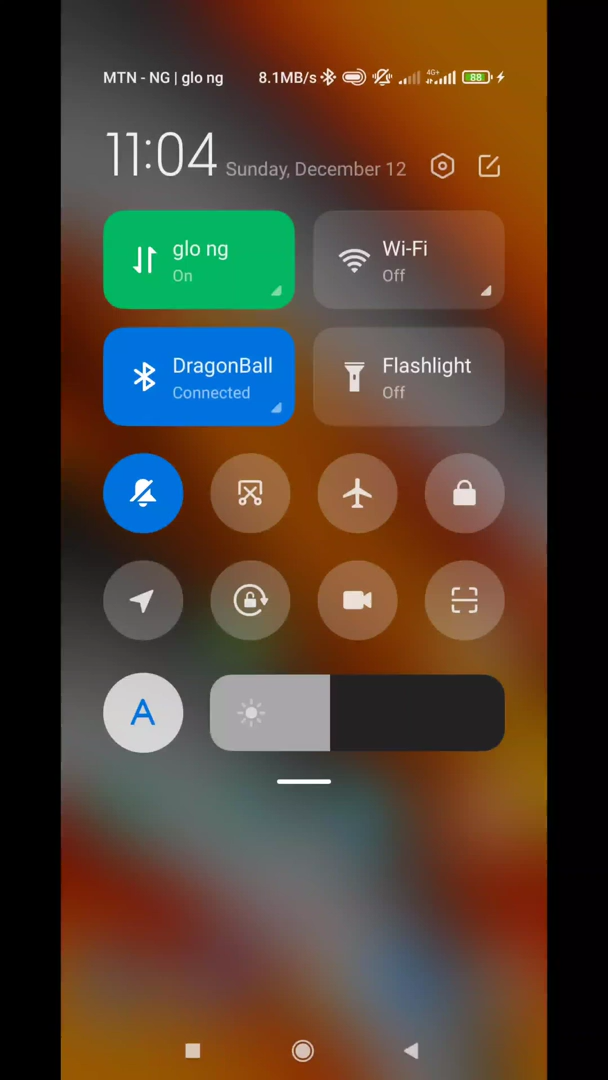 MTN - NG | glo ng 8.1MB/s 4G+ 88
11:04 Sunday, December 12
glo ng
On
Wi-Fi
Off
DragonBall
Connected
Flashlight
Off
A